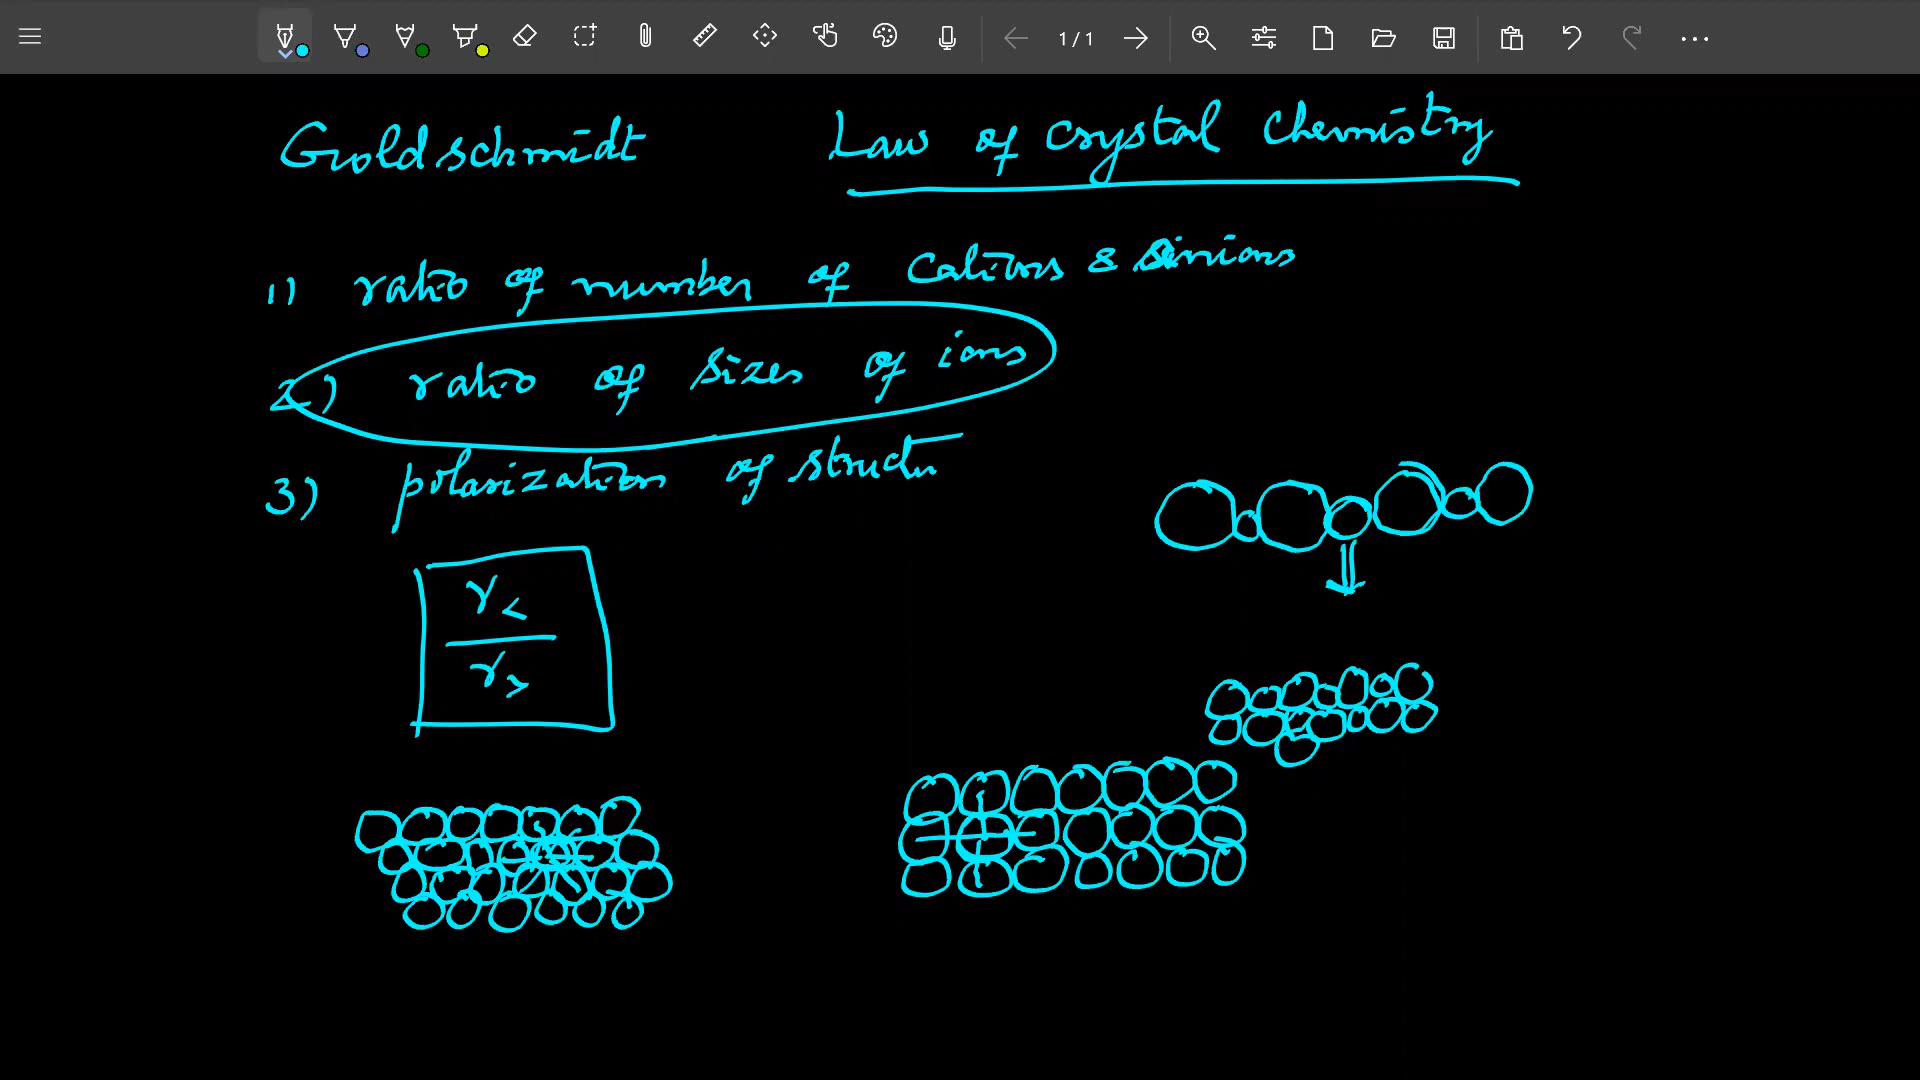 1 / 1
Goldschmidt Law of crystal chemistry
1) ratio of number of Cations & Anions
2) ratio of sizes of ions
3) polarization of structu
r<
r>